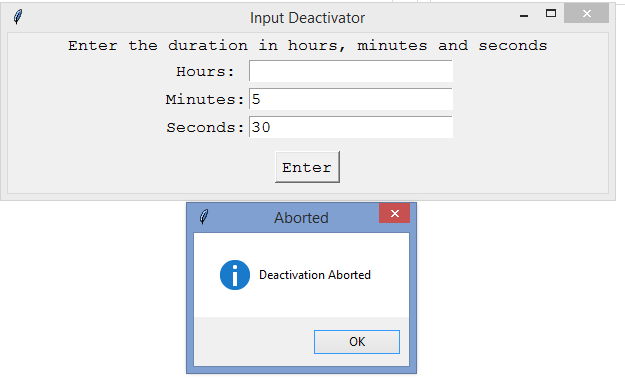 Input Deactivator
Enter the duration in hours, minutes and seconds
Hours:
Minutes: 5
Seconds: 30
Enter
Aborted
Deactivation Aborted
OK